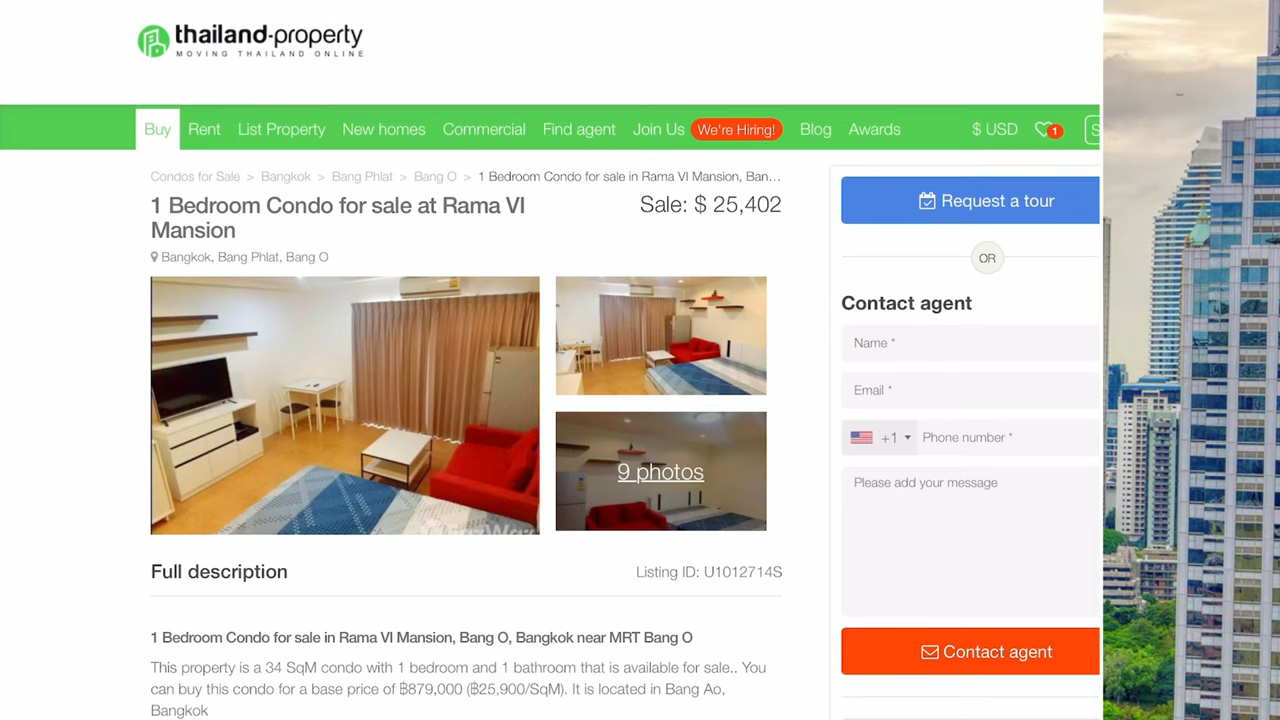 thailand-property
MOVING THAILAND ONLINE
Buy
Rent
List Property
New homes
Commercial
Find agent
Join Us
We're Hiring!
Blog
Awards
$ USD
1
S
Condos for Sale > Bangkok > Bang Phlat > Bang O > 1 Bedroom Condo for sale in Rama VI Mansion, Ban...
1 Bedroom Condo for sale at Rama VI
Mansion
Sale: $ 25,402
Bangkok, Bang Phlat, Bang O
9 photos
Full description
Listing ID: U1012714S
1 Bedroom Condo for sale in Rama VI Mansion, Bang O, Bangkok near MRT Bang O
This property is a 34 SqM condo with 1 bedroom and 1 bathroom that is available for sale.. You
can buy this condo for a base price of ฿879,000 (฿25,900/SqM). It is located in Bang Ao,
Bangkok
Request a tour
OR
Contact agent
Name *
Email *
+1
Phone number *
Please add your message
Contact agent